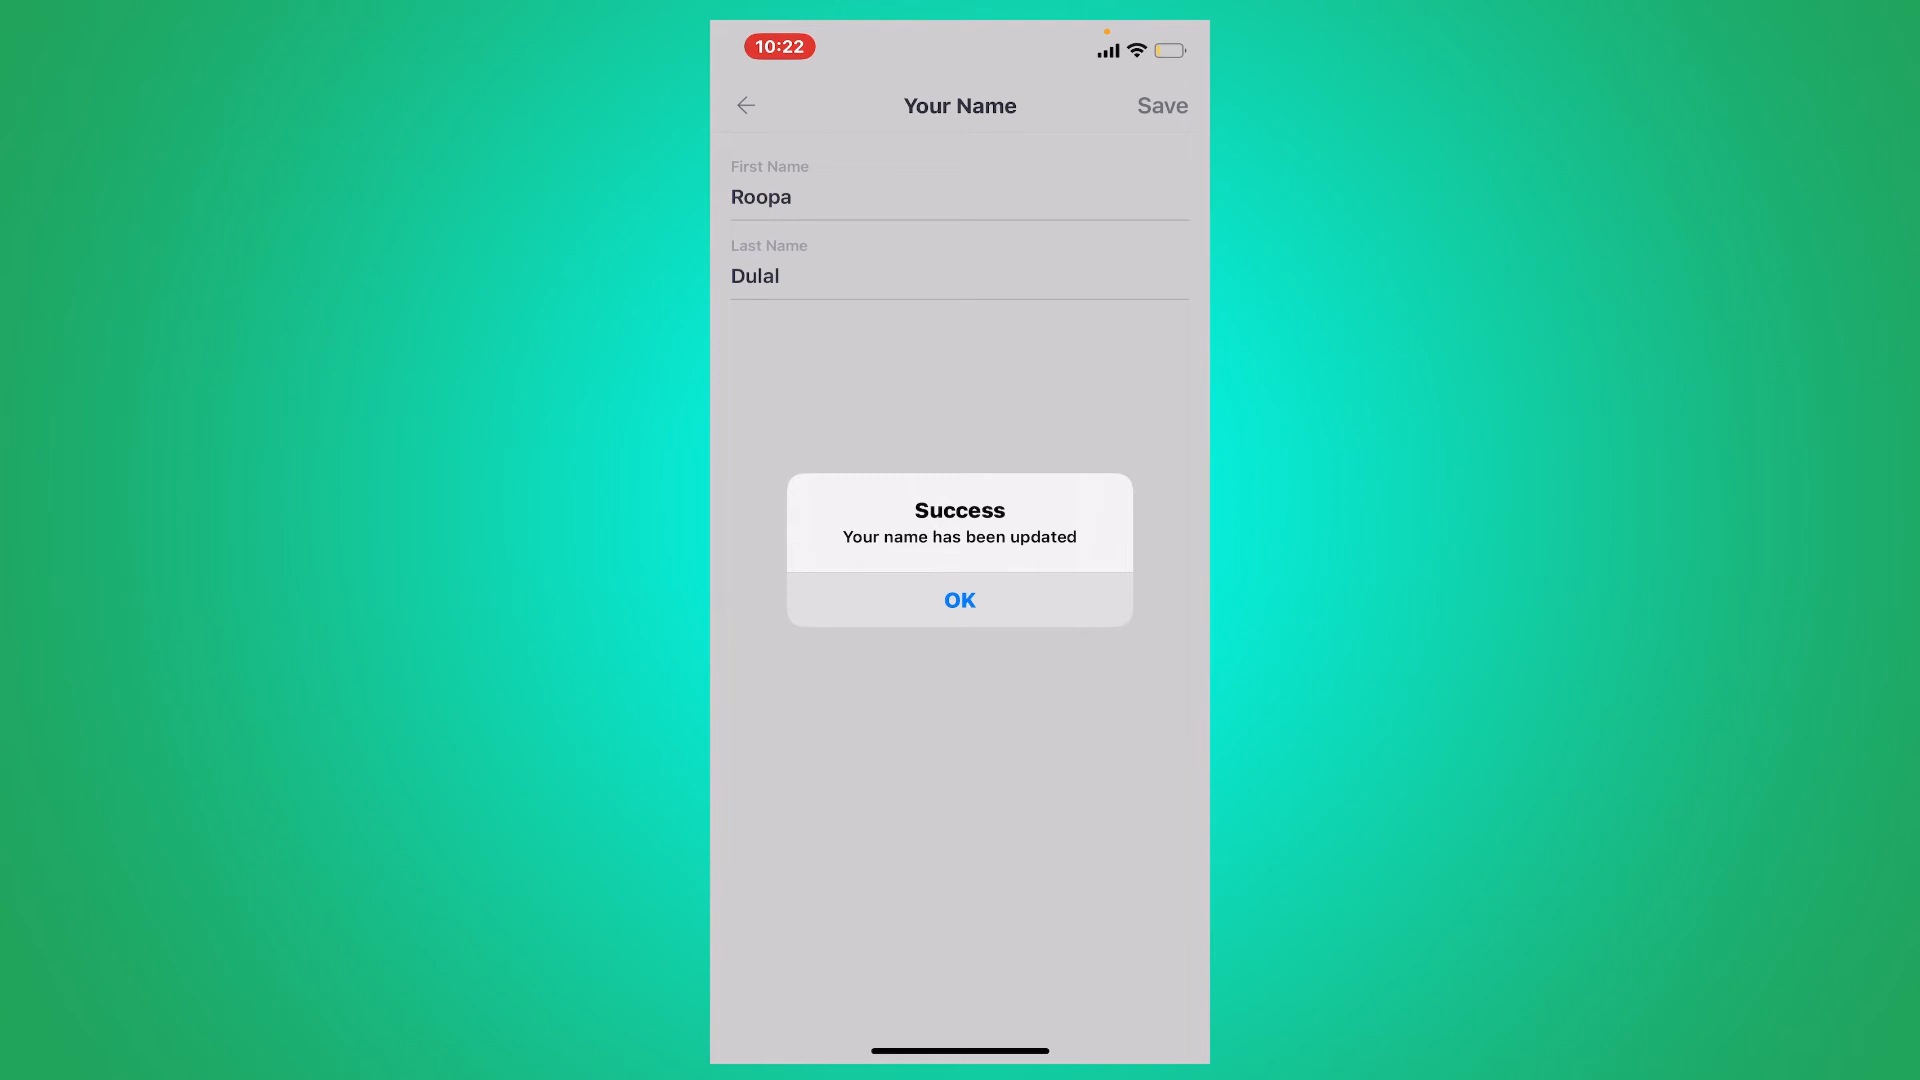 10:22
Your Name
Save
First Name
Roopa
Last Name
Dulal
Success
Your name has been updated
OK